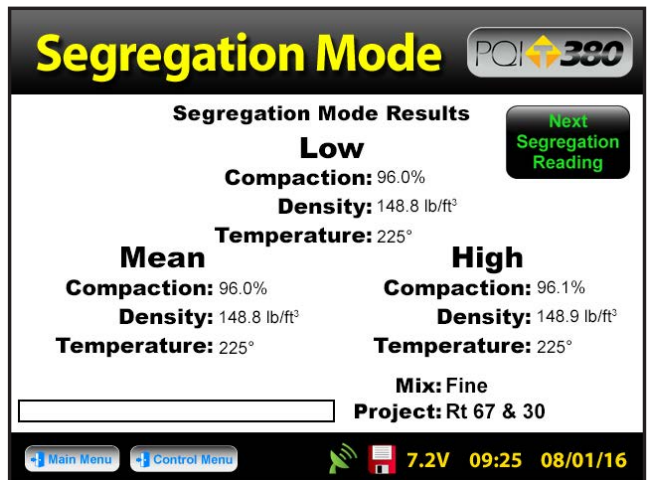 Segregation Mode
PQI T 380
Segregation Mode Results
Next
Segregation
Reading
Low
Compaction: 96.0%
Density: 148.8 lb/ft³
Temperature: 225°
Mean
Compaction: 96.0%
Density: 148.8 lb/ft³
Temperature: 225°
High
Compaction: 96.1%
Density: 148.9 lb/ft³
Temperature: 225°
Mix: Fine
Project: Rt 67 & 30
Main Menu
Control Menu
7.2V 09:25 08/01/16